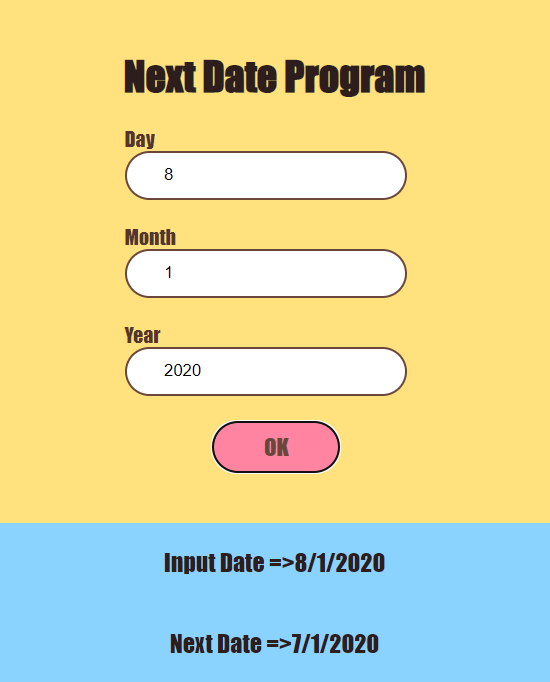 Next Date Program
Day
8
Month
1
Year
2020
OK
Input Date =>8/1/2020
Next Date =>7/1/2020